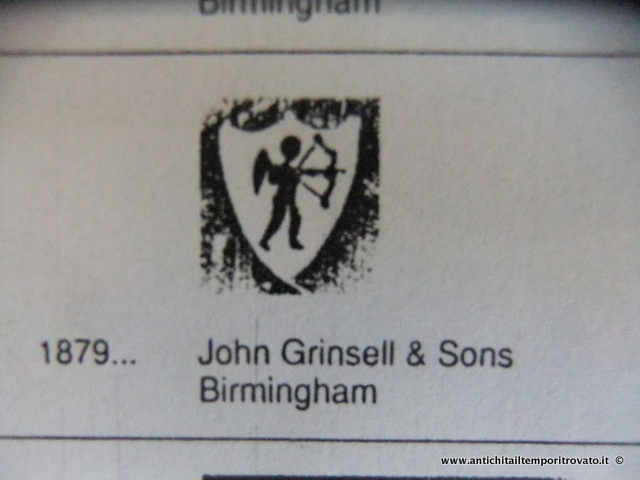 Birmingham
1879... John Grinsell & Sons
Birmingham
www.antichitailtemporitrovato.it ©